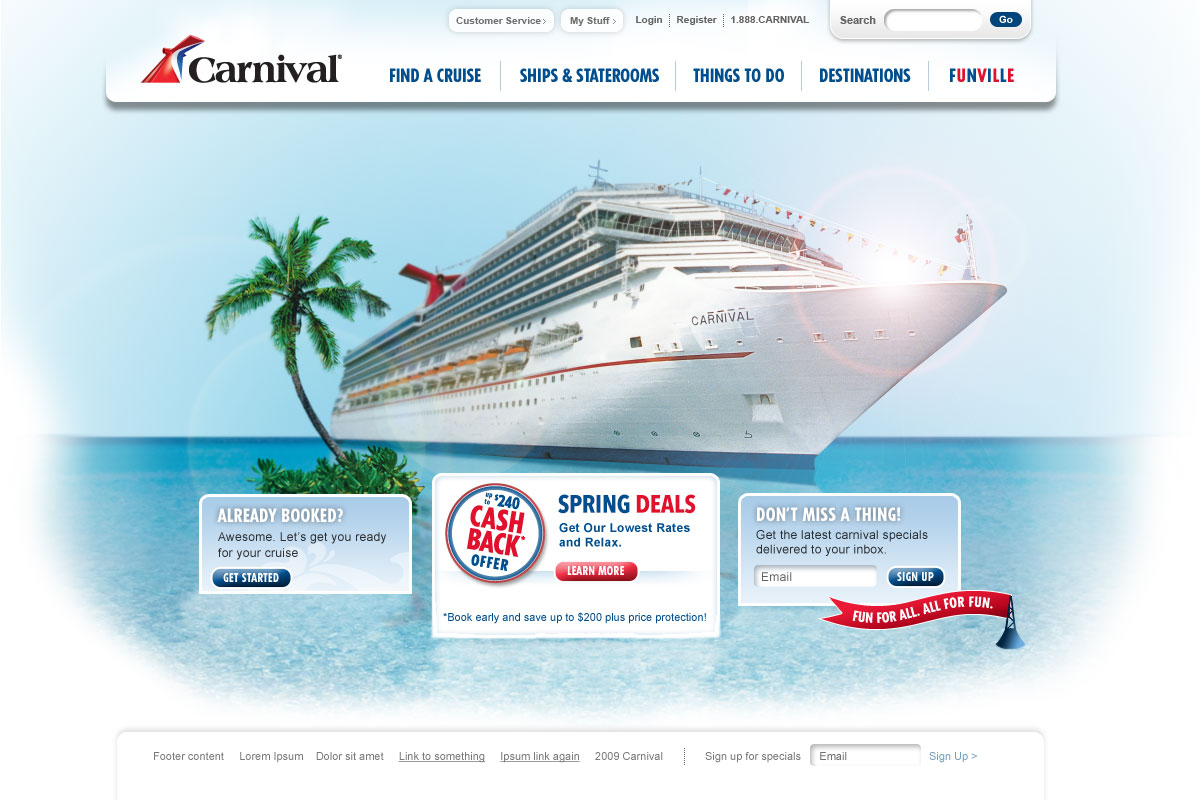 Customer Service ›
My Stuff ›
Login
Register
1.888.CARNIVAL
Search
Go
Carnival®
FIND A CRUISE
SHIPS & STATEROOMS
THINGS TO DO
DESTINATIONS
FUNVILLE
CARNIVAL
ALREADY BOOKED?
Awesome. Let's get you ready
for your cruise
GET STARTED
up to $240
CASH
BACK*
OFFER
SPRING DEALS
Get Our Lowest Rates
and Relax.
LEARN MORE
*Book early and save up to $200 plus price protection!
DON'T MISS A THING!
Get the latest carnival specials
delivered to your inbox.
Email
SIGN UP
FUN FOR ALL. ALL FOR FUN.
Footer content
Lorem Ipsum
Dolor sit amet
Link to something
Ipsum link again
2009 Carnival
Sign up for specials
Email
Sign Up >